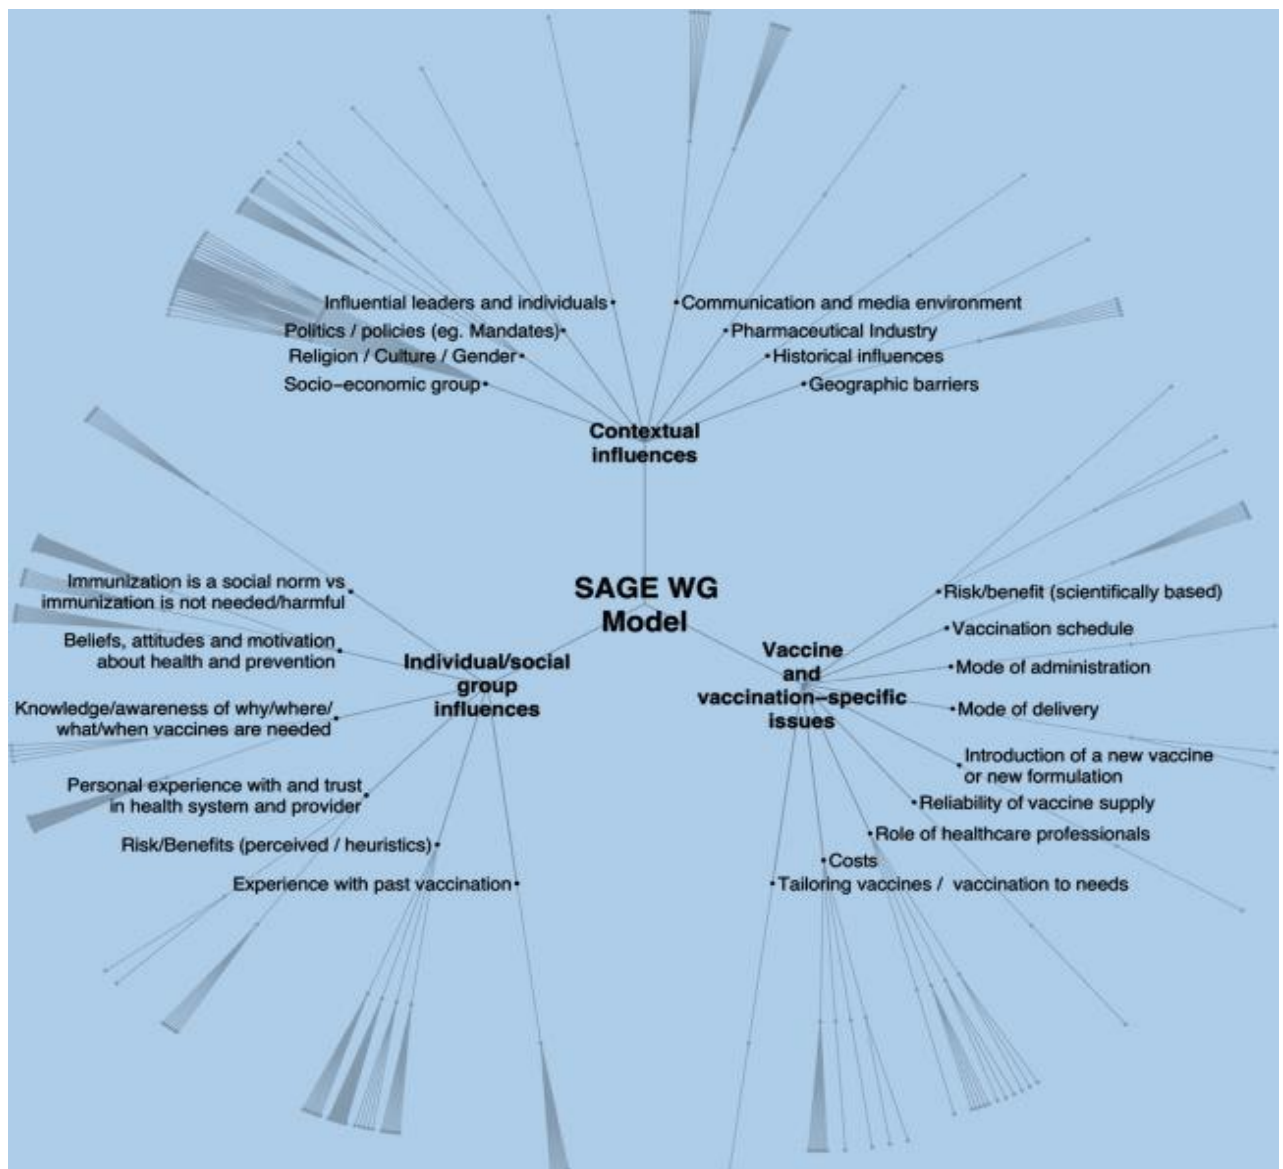 Influential leaders and individuals
Politics / policies (eg. Mandates)
Religion / Culture / Gender
Socio−economic group
Communication and media environment
Pharmaceutical Industry
Historical influences
Geographic barriers
Contextual
influences
SAGE WG
Model
Immunization is a social norm vs
immunization is not needed/harmful
Beliefs, attitudes and motivation
about health and prevention
Knowledge/awareness of why/where/
what/when vaccines are needed
Personal experience with and trust
in health system and provider
Risk/Benefits (perceived / heuristics)
Experience with past vaccination
Individual/social
group
influences
Vaccine
and
vaccination−specific
issues
Risk/benefit (scientifically based)
Vaccination schedule
Mode of administration
Mode of delivery
Introduction of a new vaccine
or new formulation
Reliability of vaccine supply
Role of healthcare professionals
Costs
Tailoring vaccines / vaccination to needs